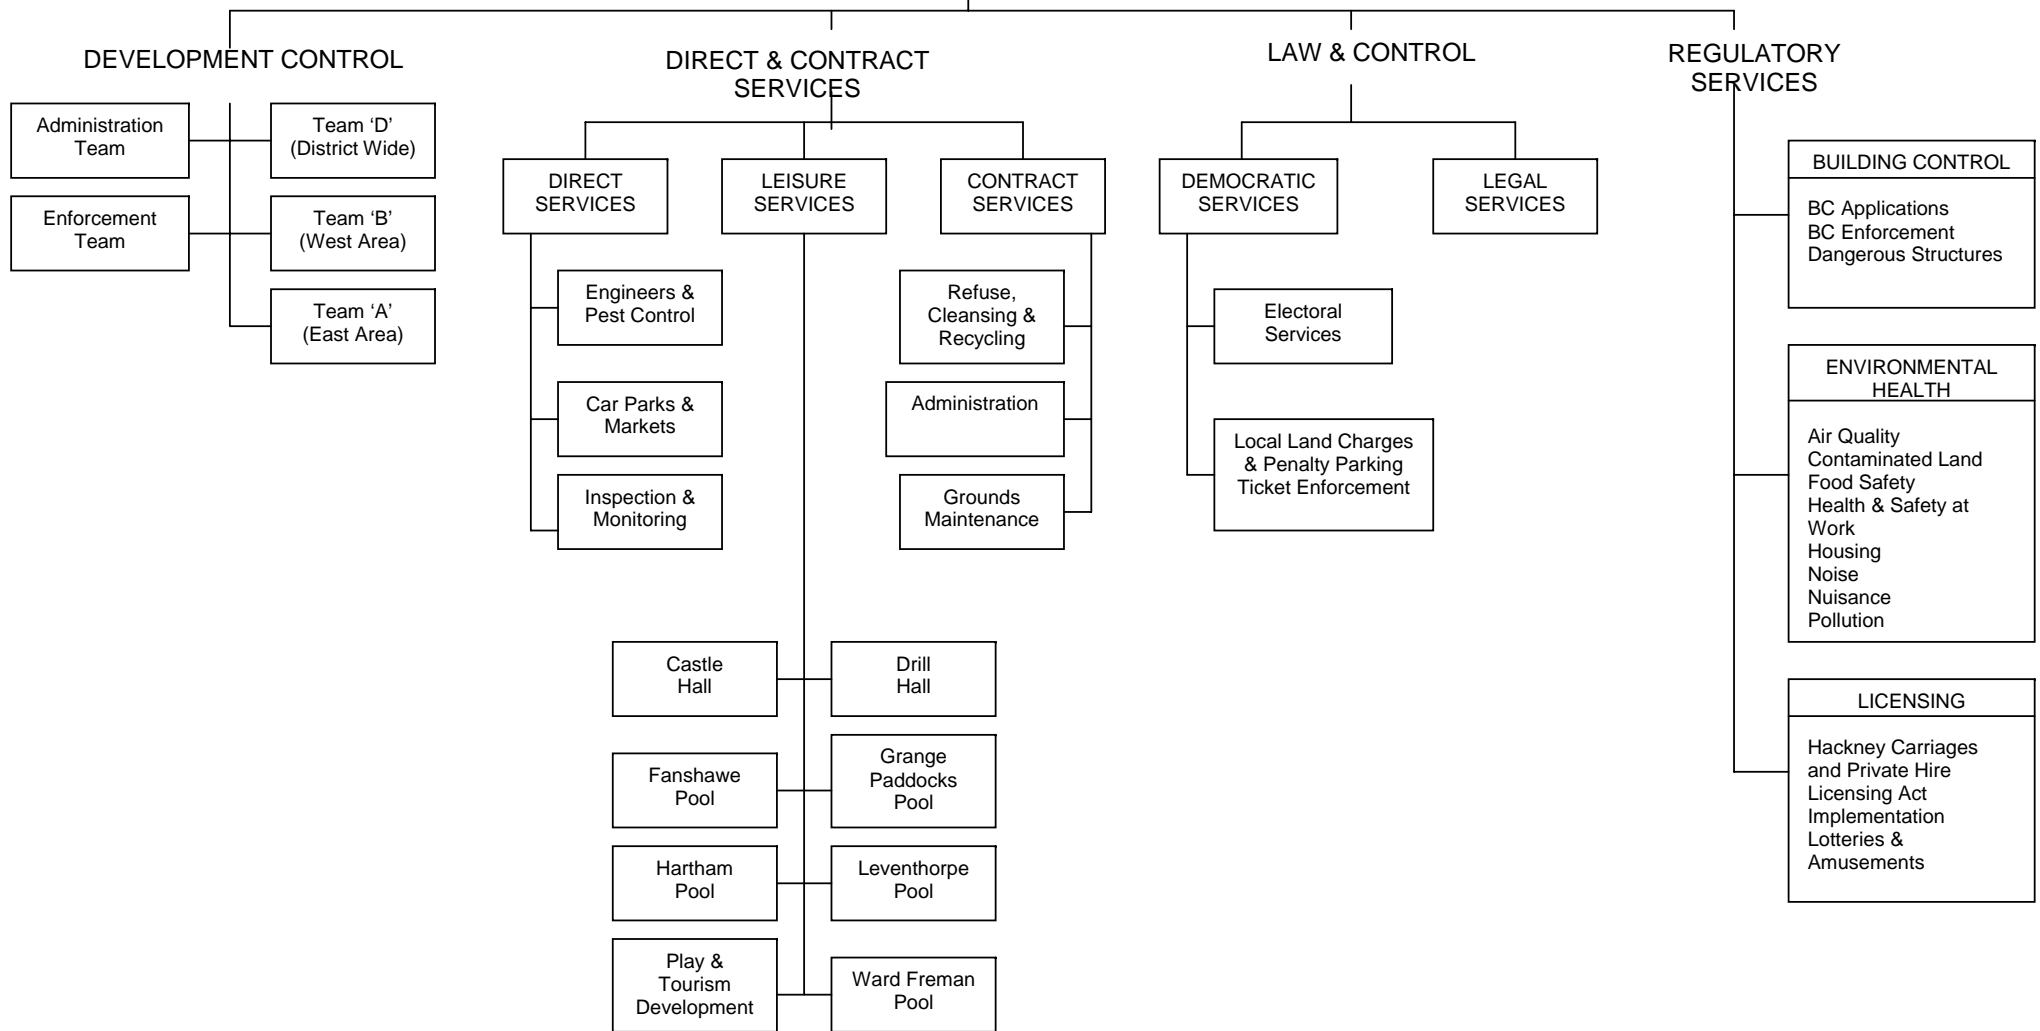 DEVELOPMENT CONTROL
Administration
Team
Team ‘D’
(District Wide)
Enforcement
Team
Team ‘B’
(West Area)
Team ‘A’
(East Area)
DIRECT & CONTRACT
SERVICES
DIRECT
SERVICES
Engineers &
Pest Control
Car Parks &
Markets
Inspection &
Monitoring
LEISURE
SERVICES
Castle
Hall
Drill
Hall
Fanshawe
Pool
Grange
Paddocks
Pool
Hartham
Pool
Leventhorpe
Pool
Play &
Tourism
Development
Ward Freman
Pool
CONTRACT
SERVICES
Refuse,
Cleansing &
Recycling
Administration
Grounds
Maintenance
LAW & CONTROL
DEMOCRATIC
SERVICES
Electoral
Services
Local Land Charges
& Penalty Parking
Ticket Enforcement
LEGAL
SERVICES
REGULATORY
SERVICES
BUILDING CONTROL
BC Applications
BC Enforcement
Dangerous Structures
ENVIRONMENTAL
HEALTH
Air Quality
Contaminated Land
Food Safety
Health & Safety at
Work
Housing
Noise
Nuisance
Pollution
LICENSING
Hackney Carriages
and Private Hire
Licensing Act
Implementation
Lotteries &
Amusements